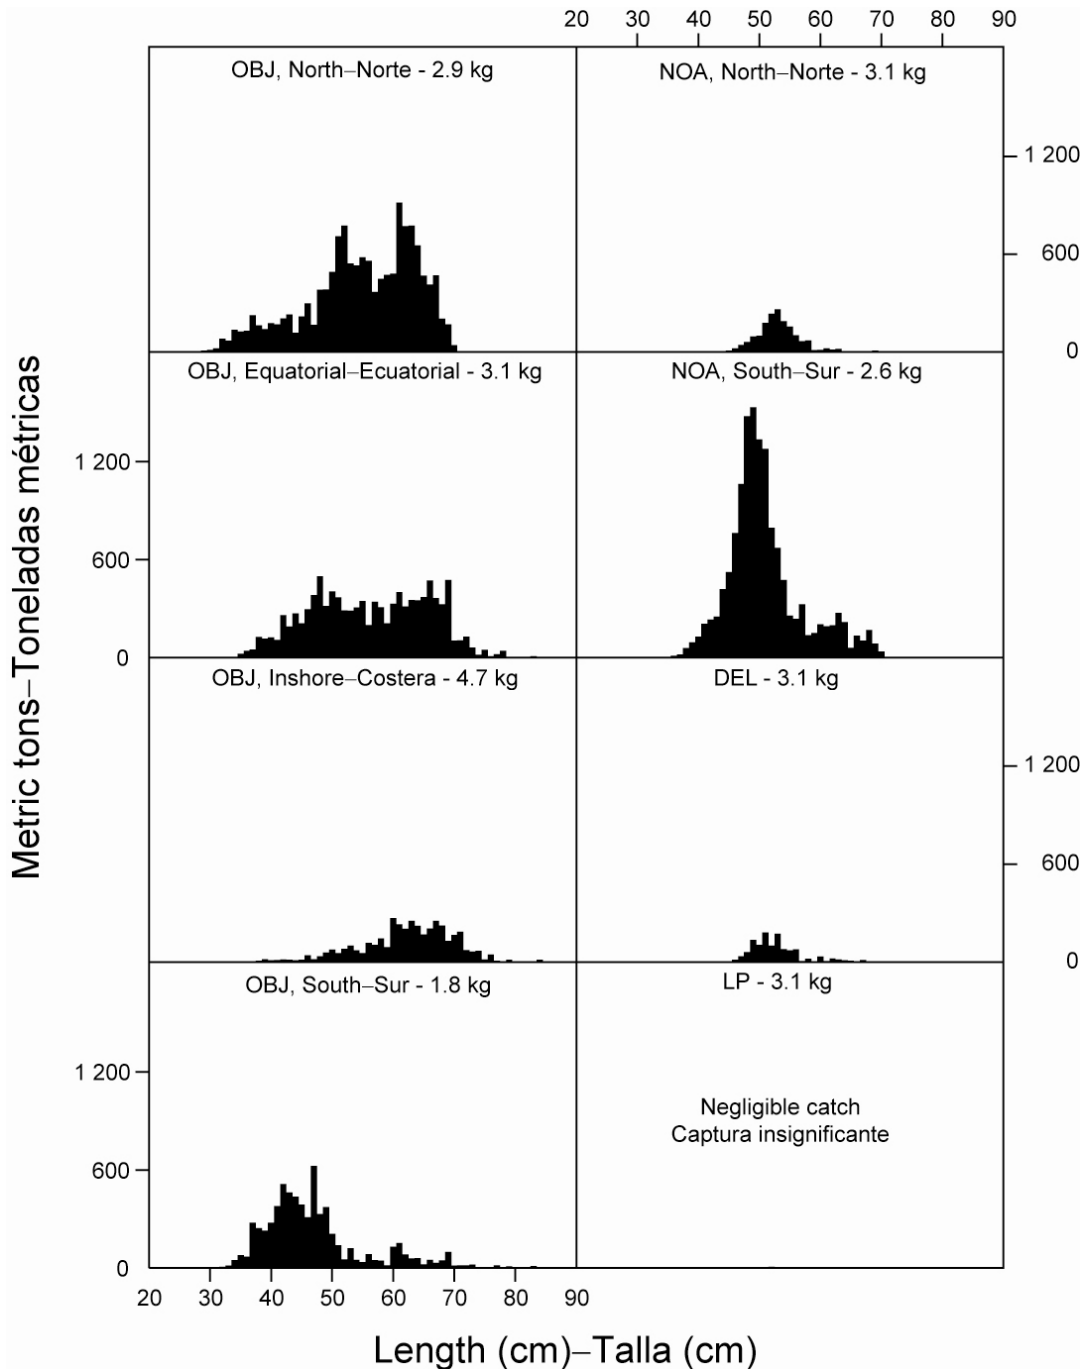 20 30 40 50 60 70 80 90
OBJ, North–Norte - 2.9 kg
NOA, North–Norte - 3.1 kg
1 200
600
0
OBJ, Equatorial–Ecuatorial - 3.1 kg
NOA, South–Sur - 2.6 kg
1 200
600
0
OBJ, Inshore–Costera - 4.7 kg
DEL - 3.1 kg
1 200
600
0
OBJ, South–Sur - 1.8 kg
LP - 3.1 kg
1 200
600
0
Negligible catch
Captura insignificante
20 30 40 50 60 70 80 90
Metric tons–Toneladas métricas
Length (cm)–Talla (cm)